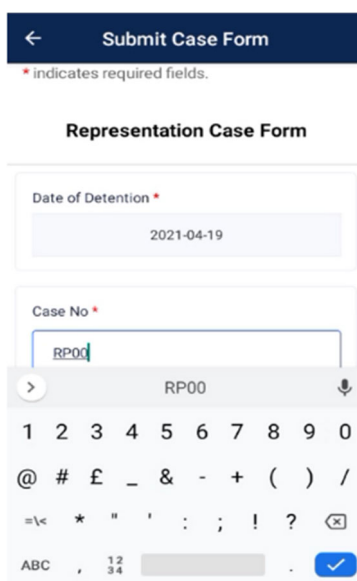 ← Submit Case Form
* indicates required fields.
Representation Case Form
Date of Detention *
2021-04-19
Case No *
RP00
> RP00
1 2 3 4 5 6 7 8 9 0
@ # £ _ & - + ( ) /
=\< * " ' : ; ! ?
ABC , 12 .
34